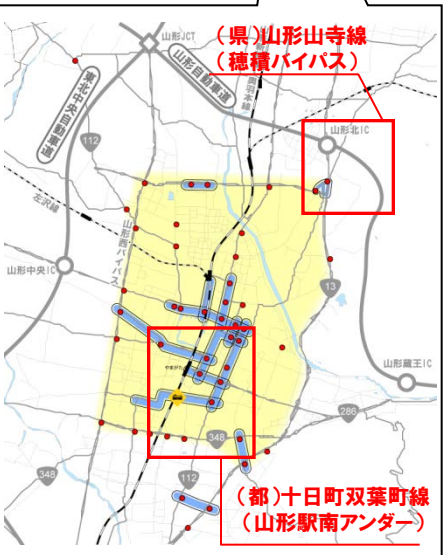 （県）山形山寺線
（穂積バイパス）
山形JCT
山形自動車道
奥羽本線
東北中央自動車道
112
山形北IC
左沢線
山形西バイパス
山形中央IC
13
山形蔵王IC
やまがた
286
348
348
112
（都）十日町双葉町線
（山形駅南アンダー）